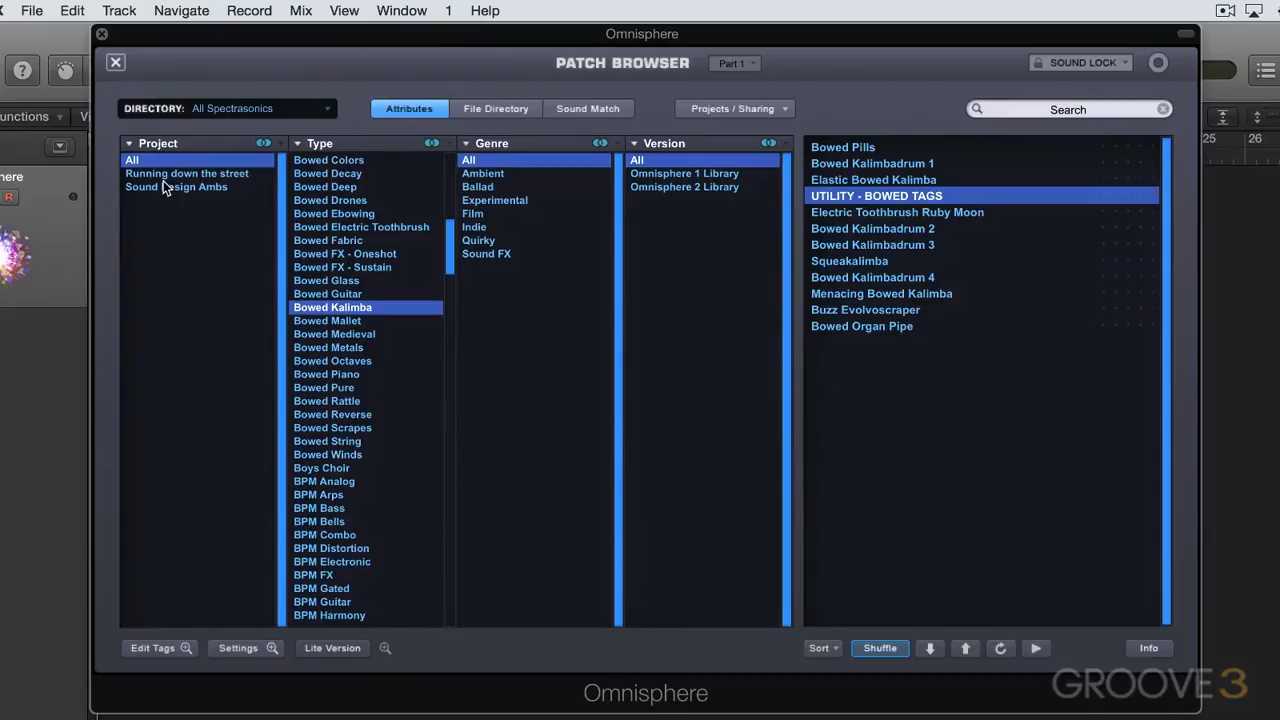 File Edit Track Navigate Record Mix View Window 1 Help
Omnisphere
PATCH BROWSER Part 1 SOUND LOCK
DIRECTORY: All Spectrasonics Attributes File Directory Sound Match Projects / Sharing Search
unctions
25 26
here
R
Project
All
Running down the street
Sound Design Ambs
Type
Bowed Colors
Bowed Decay
Bowed Deep
Bowed Drones
Bowed Ebowing
Bowed Electric Toothbrush
Bowed Fabric
Bowed FX - Oneshot
Bowed FX - Sustain
Bowed Glass
Bowed Guitar
Bowed Kalimba
Bowed Mallet
Bowed Medieval
Bowed Metals
Bowed Octaves
Bowed Piano
Bowed Pure
Bowed Rattle
Bowed Reverse
Bowed Scrapes
Bowed String
Bowed Winds
Boys Choir
BPM Analog
BPM Arps
BPM Bass
BPM Bells
BPM Combo
BPM Distortion
BPM Electronic
BPM FX
BPM Gated
BPM Guitar
BPM Harmony
Genre
All
Ambient
Ballad
Experimental
Film
Indie
Quirky
Sound FX
Version
All
Omnisphere 1 Library
Omnisphere 2 Library
Bowed Pills
Bowed Kalimbadrum 1
Elastic Bowed Kalimba
UTILITY - BOWED TAGS
Electric Toothbrush Ruby Moon
Bowed Kalimbadrum 2
Bowed Kalimbadrum 3
Squeakalimba
Bowed Kalimbadrum 4
Menacing Bowed Kalimba
Buzz Evolvoscraper
Bowed Organ Pipe
Edit Tags Settings Lite Version Sort Shuffle Info
Omnisphere
GROOVE3